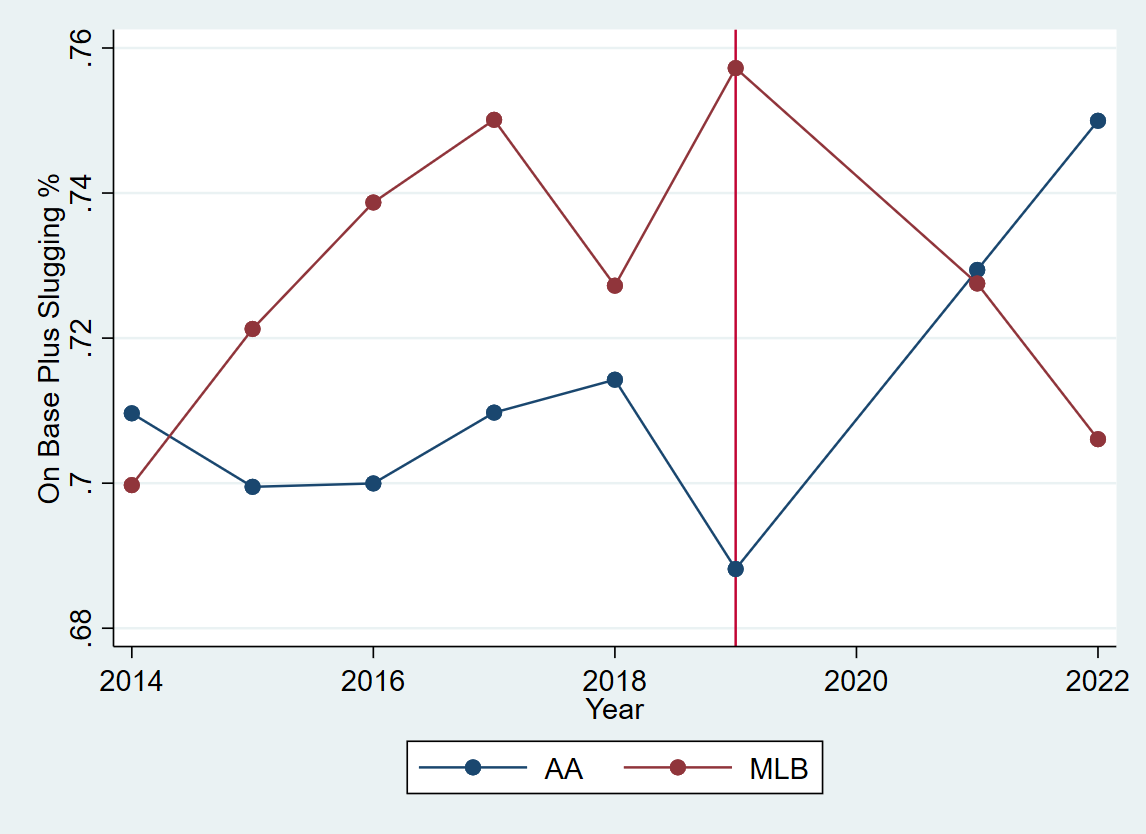 On Base Plus Slugging %
.76
.74
.72
.7
.68
2014 2016 2018 2020 2022
Year
AA MLB